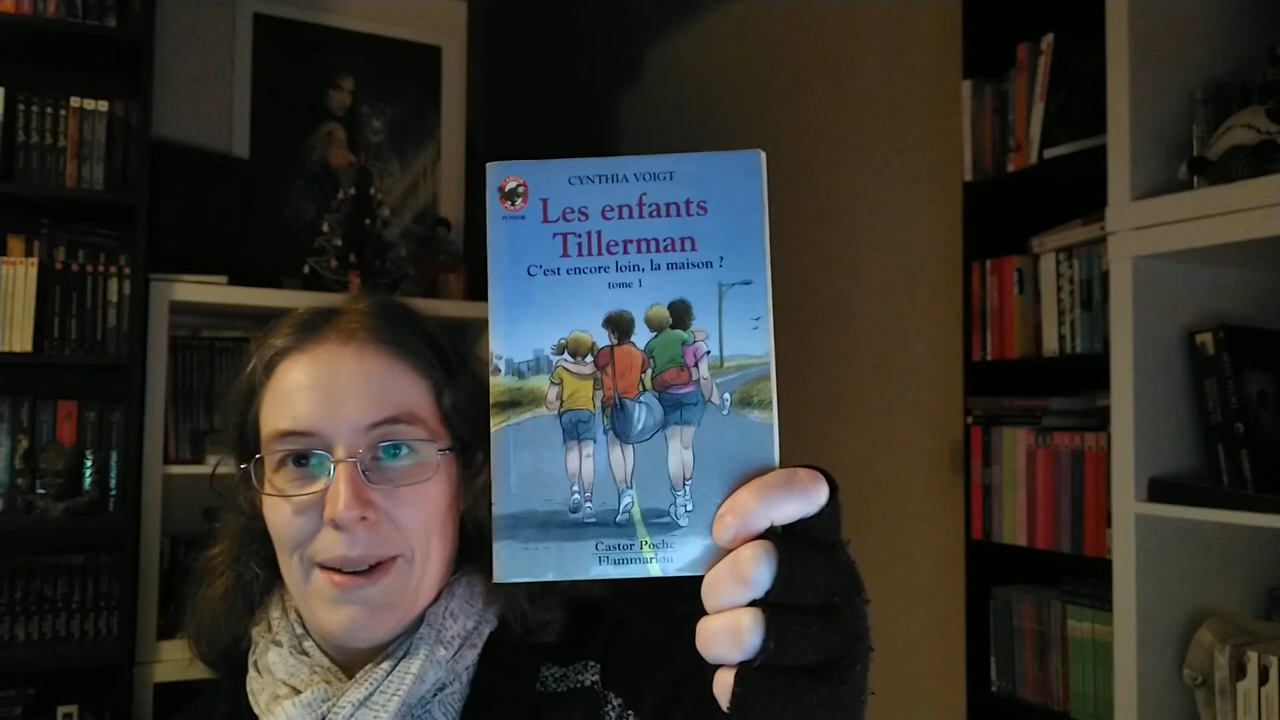 CYNTHIA VOIGT
Les enfants
Tillerman
C'est encore loin, la maison ?
tome 1
Castor Poche
Flammarion